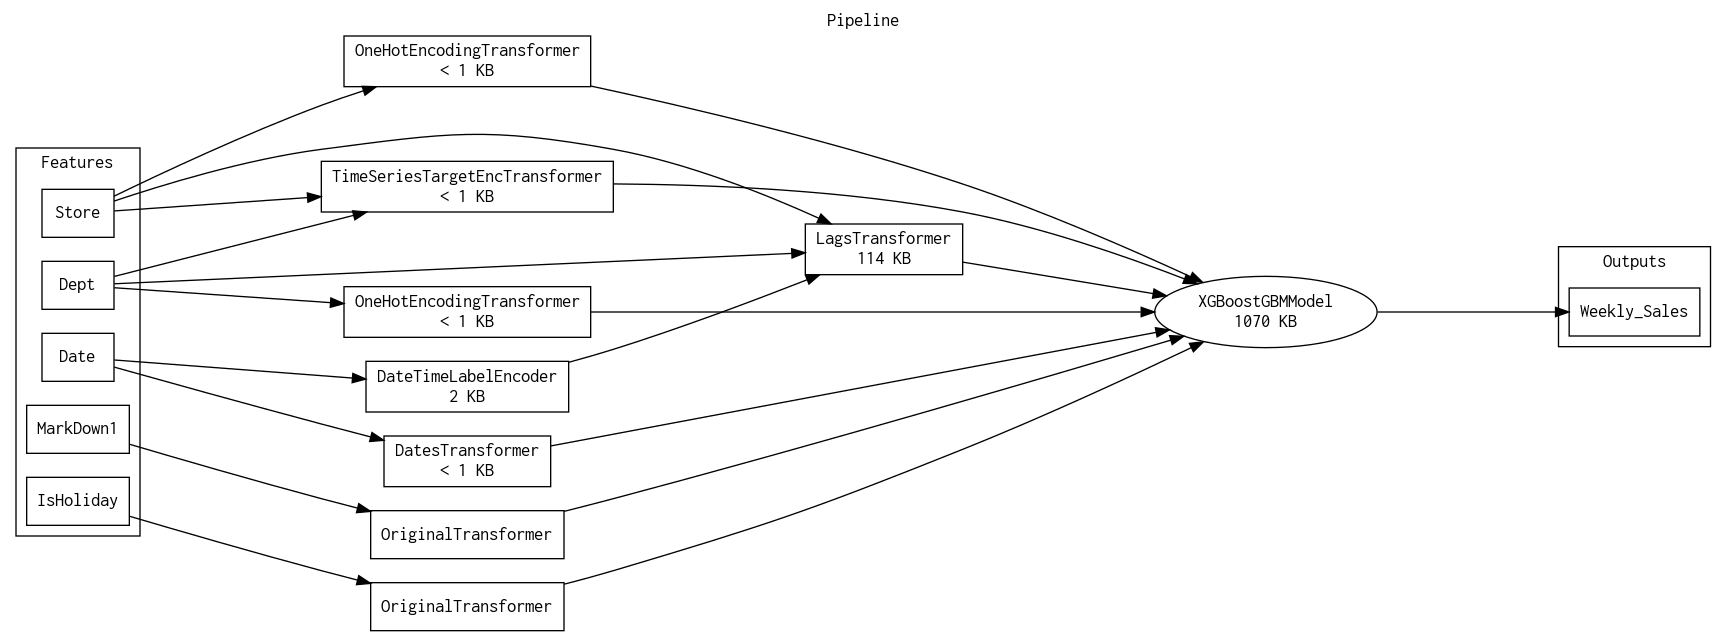 Pipeline
Features
Store
Dept
Date
MarkDown1
IsHoliday
OneHotEncodingTransformer
< 1 KB
TimeSeriesTargetEncTransformer
< 1 KB
OneHotEncodingTransformer
< 1 KB
DateTimeLabelEncoder
2 KB
DatesTransformer
< 1 KB
OriginalTransformer
OriginalTransformer
LagsTransformer
114 KB
XGBoostGBMModel
1070 KB
Outputs
Weekly_Sales